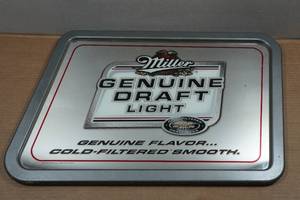 Miller
GENUINE
DRAFT
LIGHT
GENUINE FLAVOR...
COLD-FILTERED SMOOTH.